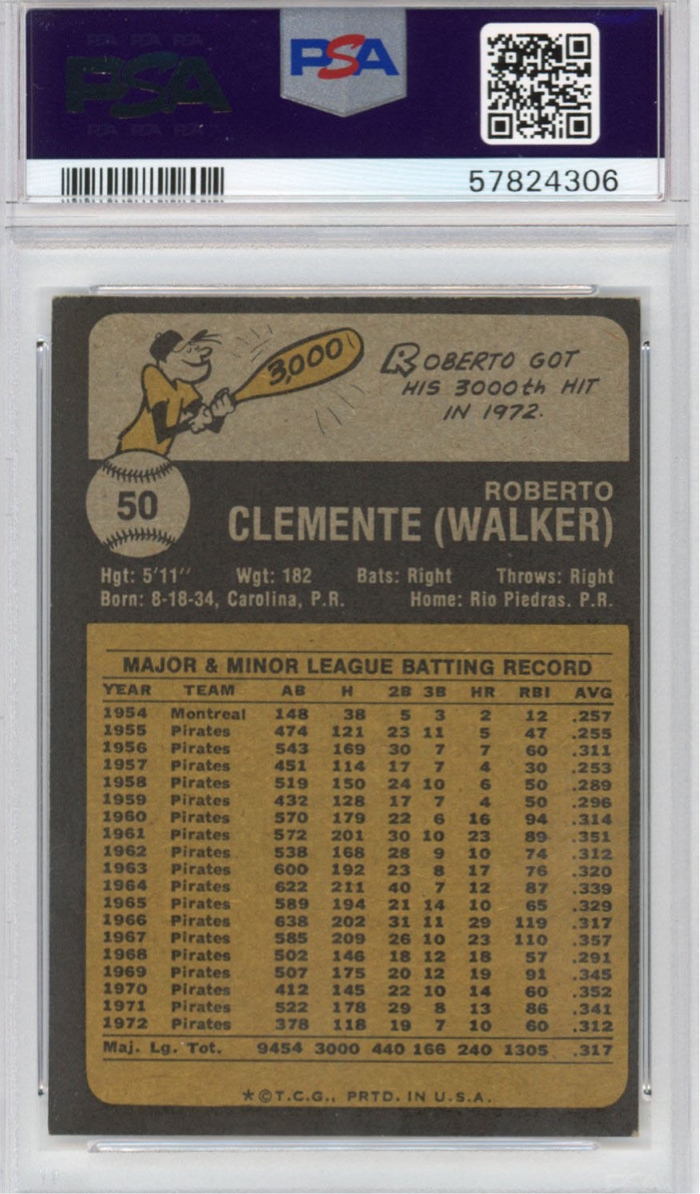 PSA PSA PSA
PSA
PSA PSA PSA
PSA
57824306
3,000
ROBERTO GOT
HIS 3000th HIT
IN 1972.
50
ROBERTO
CLEMENTE (WALKER)
Hgt: 5'11" Wgt: 182 Bats: Right Throws: Right
Born: 8-18-34, Carolina, P.R. Home: Rio Piedras. P.R.
MAJOR & MINOR LEAGUE BATTING RECORD
YEAR TEAM AB H 2B 3B HR RBI AVG
1954 Montreal 148 38 5 3 2 12 .257
1955 Pirates 474 121 23 11 5 47 .255
1956 Pirates 543 169 30 7 7 60 .311
1957 Pirates 451 114 17 7 4 30 .253
1958 Pirates 519 150 24 10 6 50 .289
1959 Pirates 432 128 17 7 4 50 .296
1960 Pirates 570 179 22 6 16 94 .314
1961 Pirates 572 201 30 10 23 89 .351
1962 Pirates 538 168 28 9 10 74 .312
1963 Pirates 600 192 23 8 17 76 .320
1964 Pirates 622 211 40 7 12 87 .339
1965 Pirates 589 194 21 14 10 65 .329
1966 Pirates 638 202 31 11 29 119 .317
1967 Pirates 585 209 26 10 23 110 .357
1968 Pirates 502 146 18 12 18 57 .291
1969 Pirates 507 175 20 12 19 91 .345
1970 Pirates 412 145 22 10 14 60 .352
1971 Pirates 522 178 29 8 13 86 .341
1972 Pirates 378 118 19 7 10 60 .312
Maj. Lg. Tot. 9454 3000 440 166 240 1305 .317
*©T.C.G., PRTD. IN U.S.A.